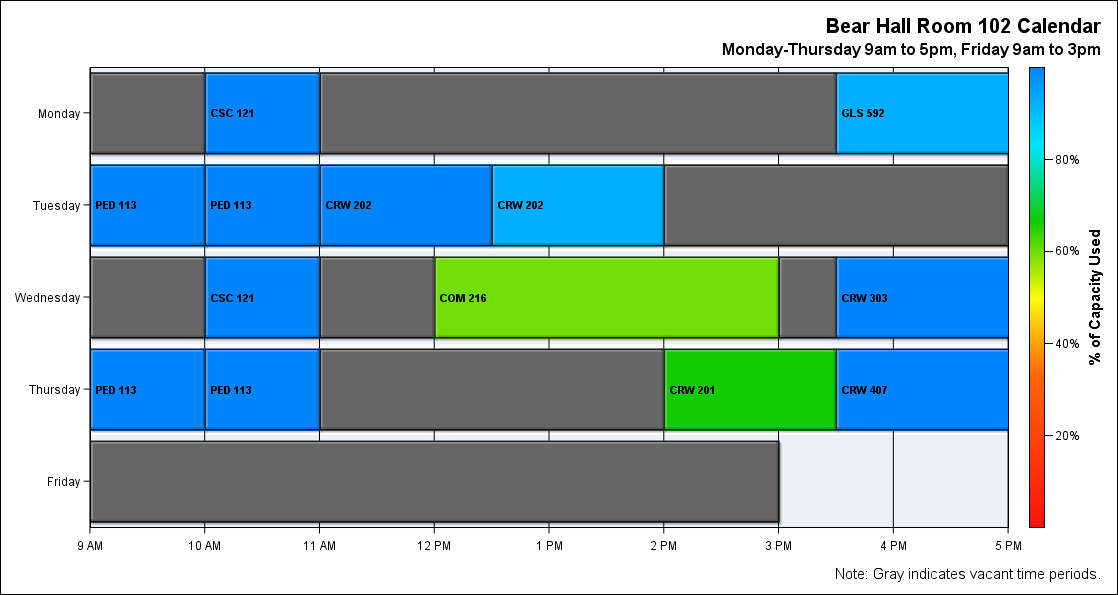 Bear Hall Room 102 Calendar
Monday-Thursday 9am to 5pm, Friday 9am to 3pm
Monday
CSC 121
GLS 592
Tuesday
PED 113
PED 113
CRW 202
CRW 202
Wednesday
CSC 121
COM 216
CRW 303
Thursday
PED 113
PED 113
CRW 201
CRW 407
Friday
9 AM
10 AM
11 AM
12 PM
1 PM
2 PM
3 PM
4 PM
5 PM
80%
60%
40%
20%
% of Capacity Used
Note: Gray indicates vacant time periods.